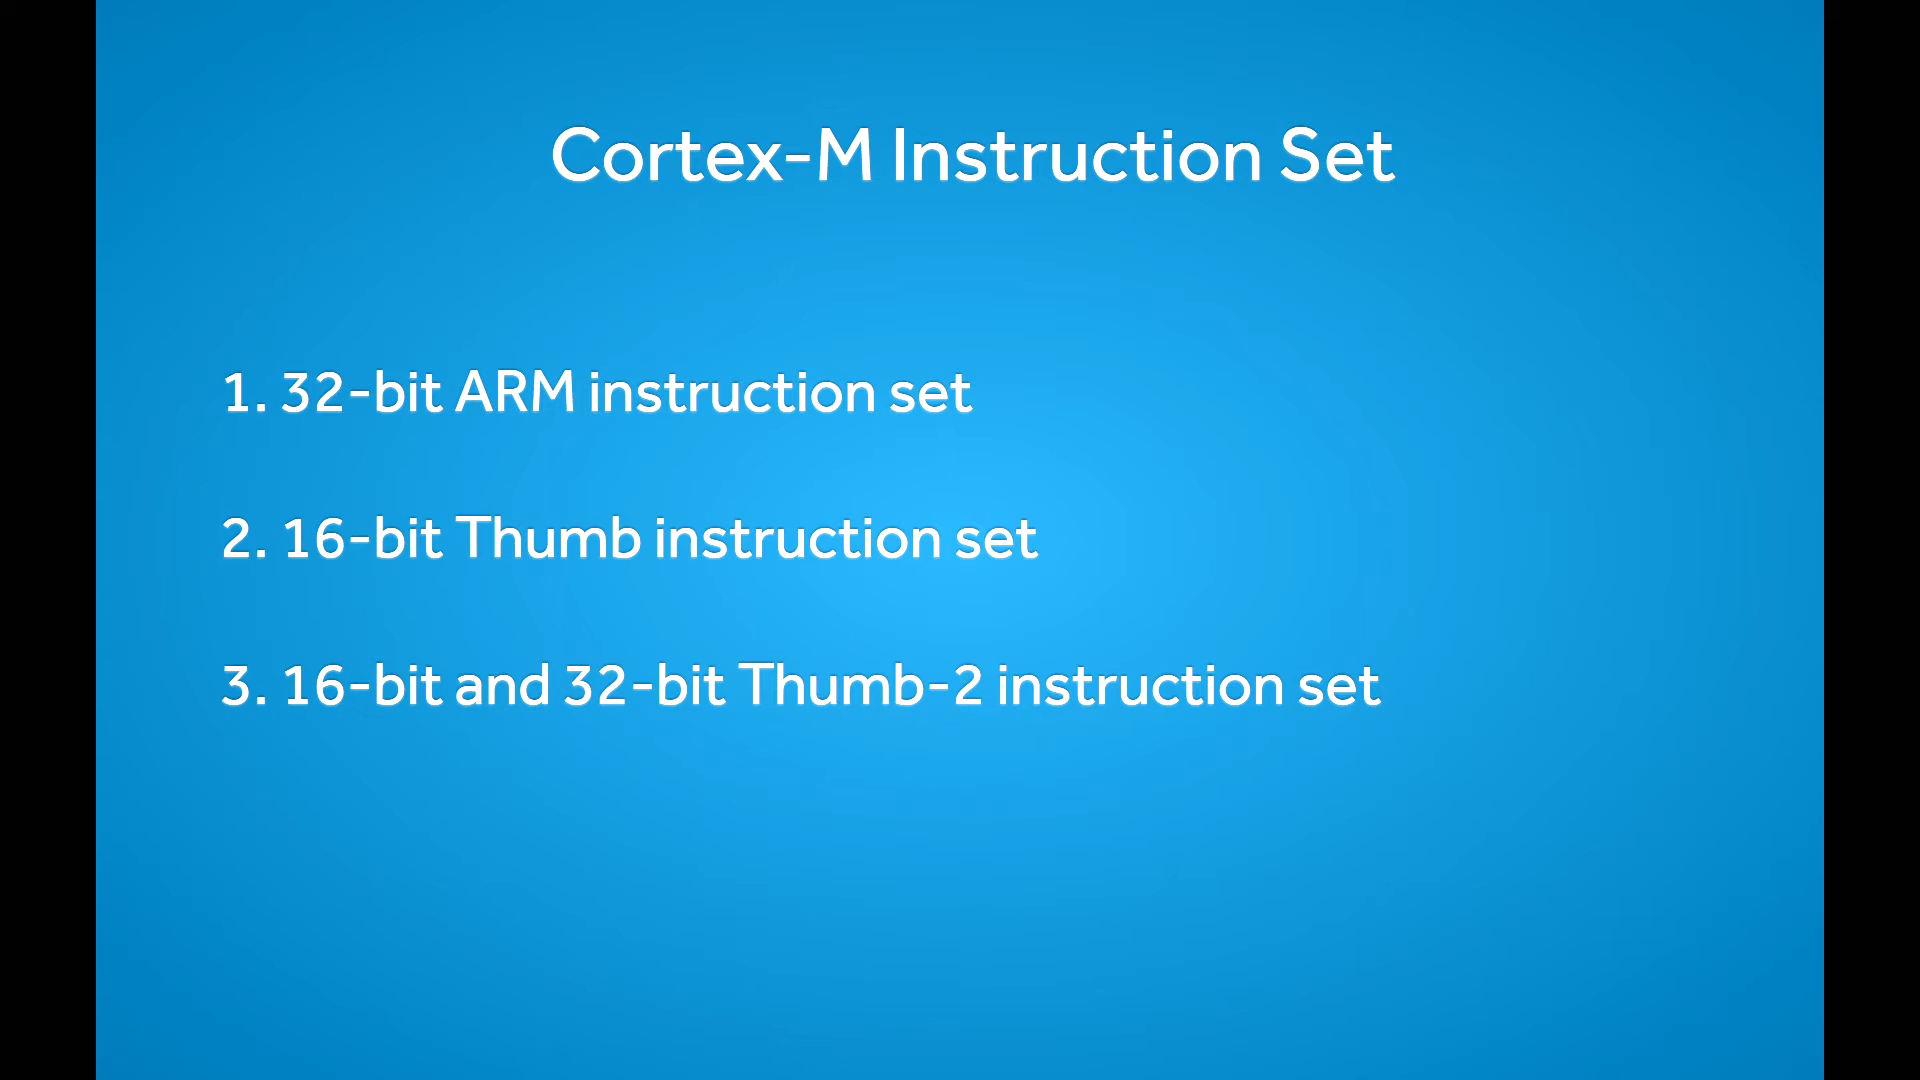 Cortex-M Instruction Set
1. 32-bit ARM instruction set
2. 16-bit Thumb instruction set
3. 16-bit and 32-bit Thumb-2 instruction set